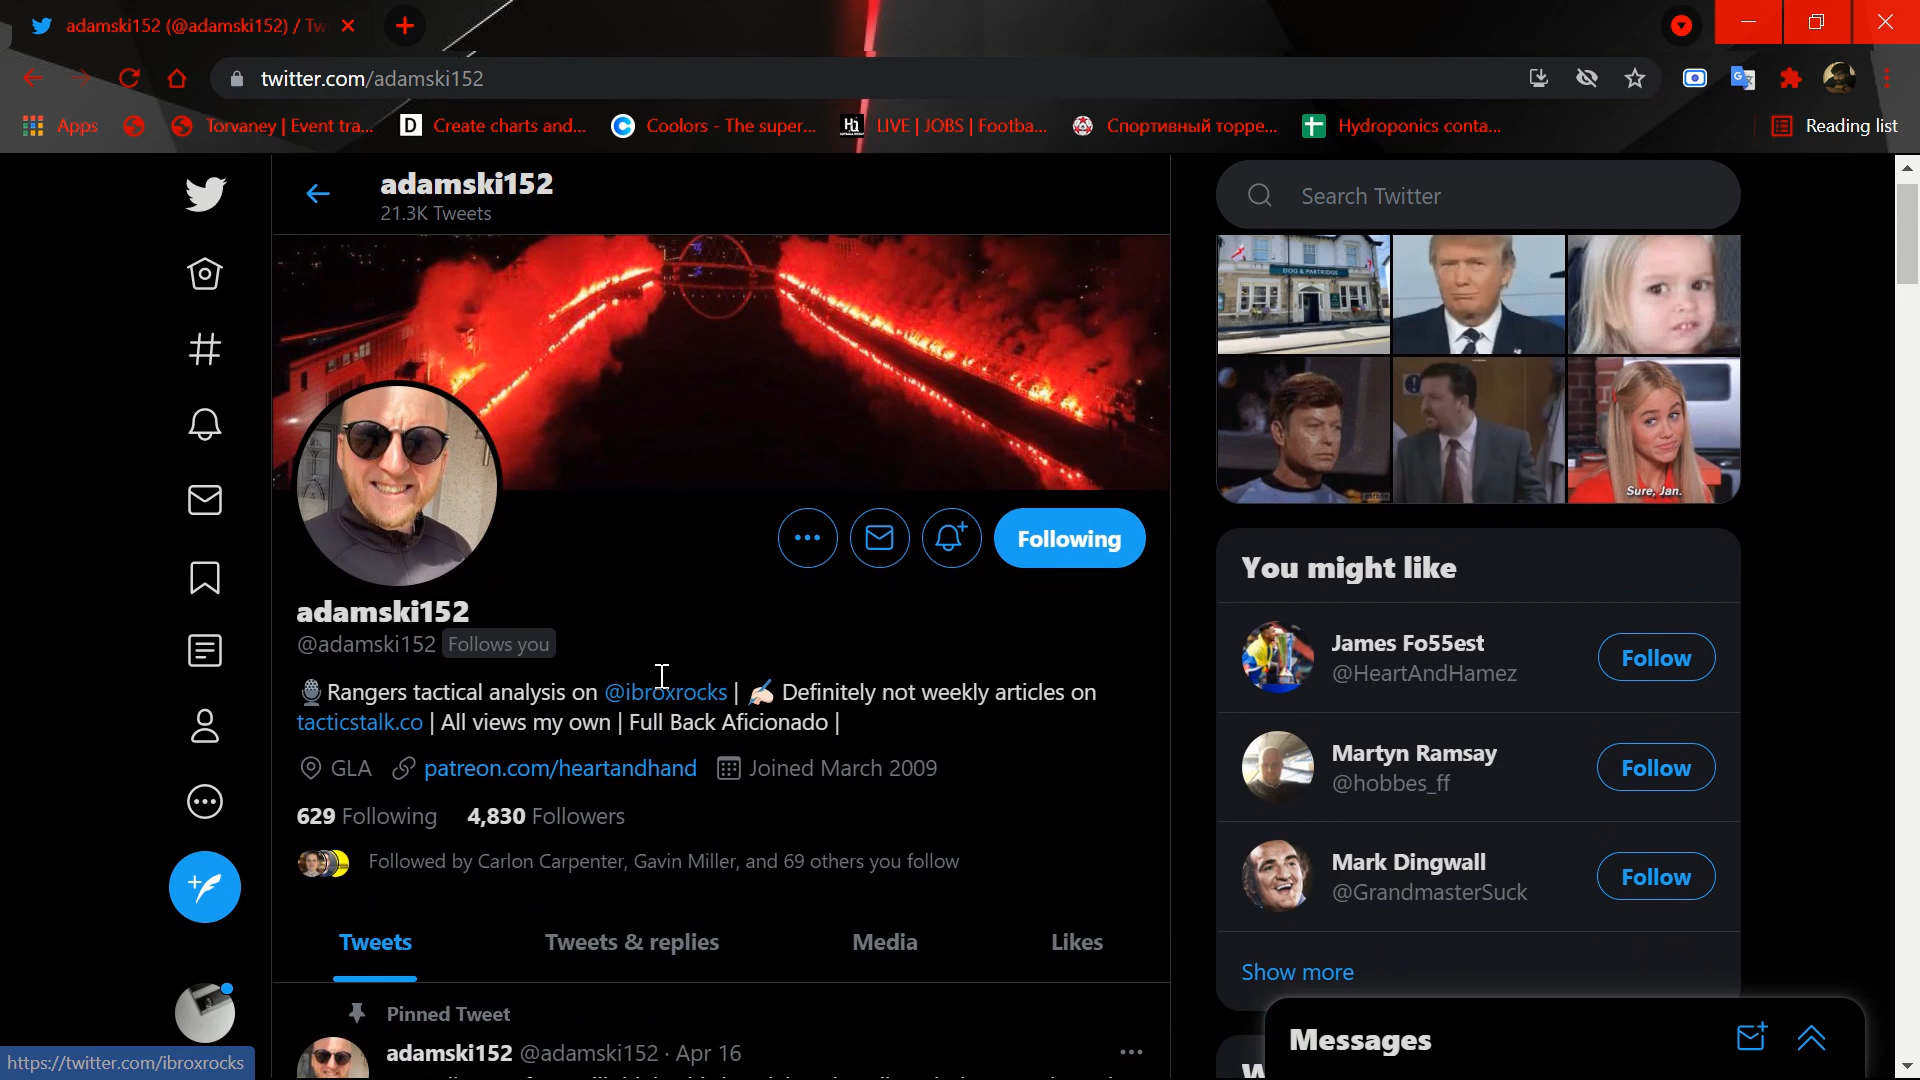 adamski152 (@adamski152) / Tw
twitter.com/adamski152
Apps
Torvaney | Event tra...
Create charts and...
Coolors - The super...
LIVE | JOBS | Footba...
Спортивный торре...
Hydroponics conta...
Reading list
adamski152
21.3K Tweets
Search Twitter
DOG & PARTRIDGE
Sure, Jan.
Following
adamski152
@adamski152 Follows you
Rangers tactical analysis on @ibroxrocks | Definitely not weekly articles on
tacticstalk.co | All views my own | Full Back Aficionado |
GLA patreon.com/heartandhand Joined March 2009
629 Following 4,830 Followers
Followed by Carlon Carpenter, Gavin Miller, and 69 others you follow
Tweets Tweets & replies Media Likes
Pinned Tweet
adamski152 @adamski152 · Apr 16
You might like
James Fo55est
@HeartAndHamez
Follow
Martyn Ramsay
@hobbes_ff
Follow
Mark Dingwall
@GrandmasterSuck
Follow
Show more
Messages
https://twitter.com/ibroxrocks